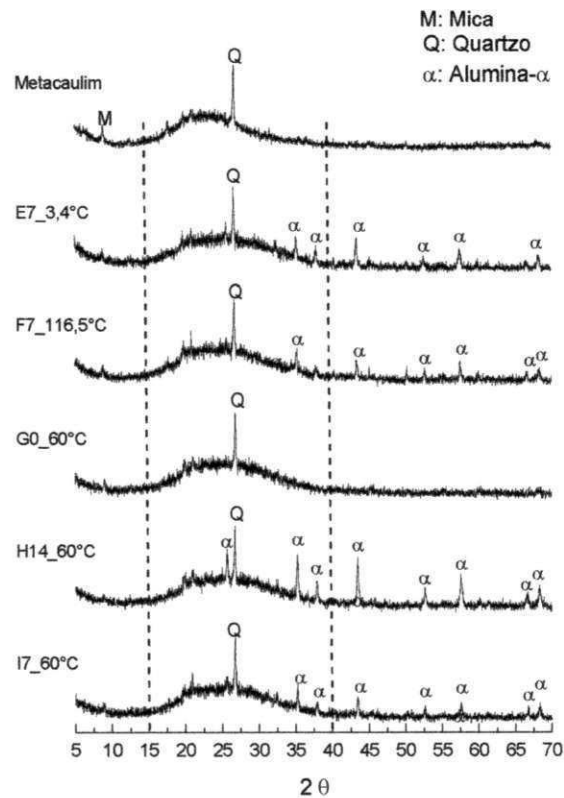 M: Mica
Q: Quartzo
α: Alumina-α
Q
Metacaulim
M
Q
E7_3,4°C
α α α α α α
Q
F7_116,5°C
α α α α α α
Q
G0_60°C
Q
H14_60°C
α α α α α α α α
Q
I7_60°C
α α α α α α α
5 10 15 20 25 30 35 40 45 50 55 60 65 70
2 θ